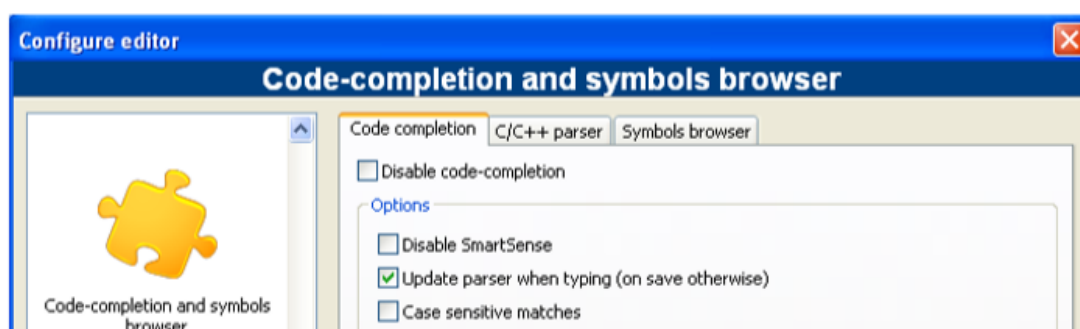 Configure editor
Code-completion and symbols browser
Code completion C/C++ parser Symbols browser
Disable code-completion
Options
Disable SmartSense
Update parser when typing (on save otherwise)
Case sensitive matches
Code-completion and symbols
browser